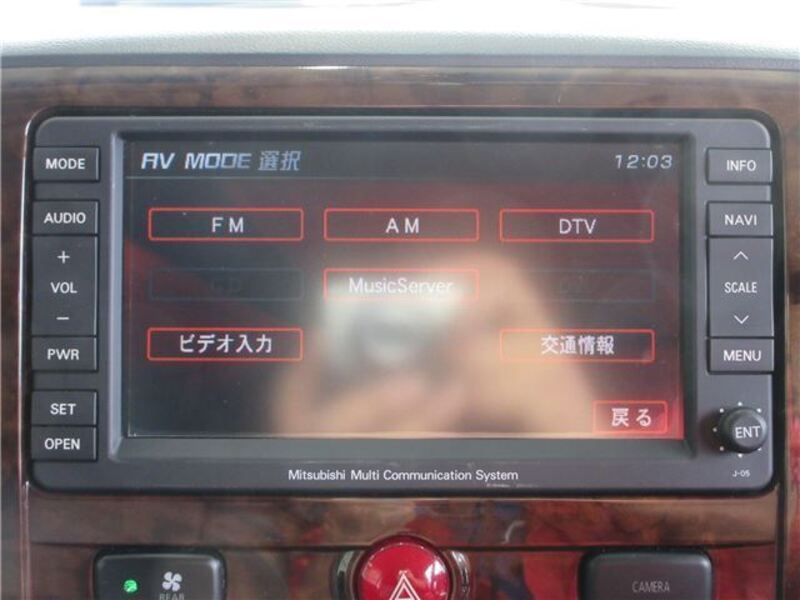 AV MODE 選択 12:03
FM AM DTV
CD MusicServer
ビデオ入力 交通情報
戻る
MODE
AUDIO
+
VOL
−
PWR
SET
OPEN
INFO
NAVI
SCALE
MENU
ENT
J-05
Mitsubishi Multi Communication System
REAR
CAMERA